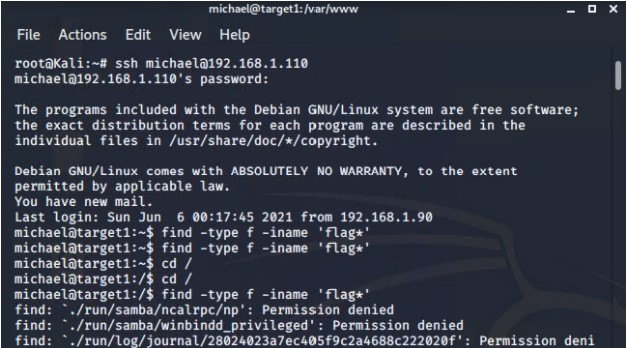 michael@target1:/var/www
File Actions Edit View Help
root@Kali:~# ssh michael@192.168.1.110
michael@192.168.1.110's password:
The programs included with the Debian GNU/Linux system are free software;
the exact distribution terms for each program are described in the
individual files in /usr/share/doc/*/copyright.
Debian GNU/Linux comes with ABSOLUTELY NO WARRANTY, to the extent
permitted by applicable law.
You have new mail.
Last login: Sun Jun  6 00:17:45 2021 from 192.168.1.90
michael@target1:~$ find -type f -iname 'flag*'
michael@target1:~$ find -type f -iname 'flag*'
michael@target1:~$ cd /
michael@target1:/$ cd /
michael@target1:/$ find -type f -iname 'flag*'
find: `./run/samba/ncalrpc/np': Permission denied
find: `./run/samba/winbindd_privileged': Permission denied
find: `./run/log/journal/28024023a7ec405f9c2a4688c222020f': Permission deni